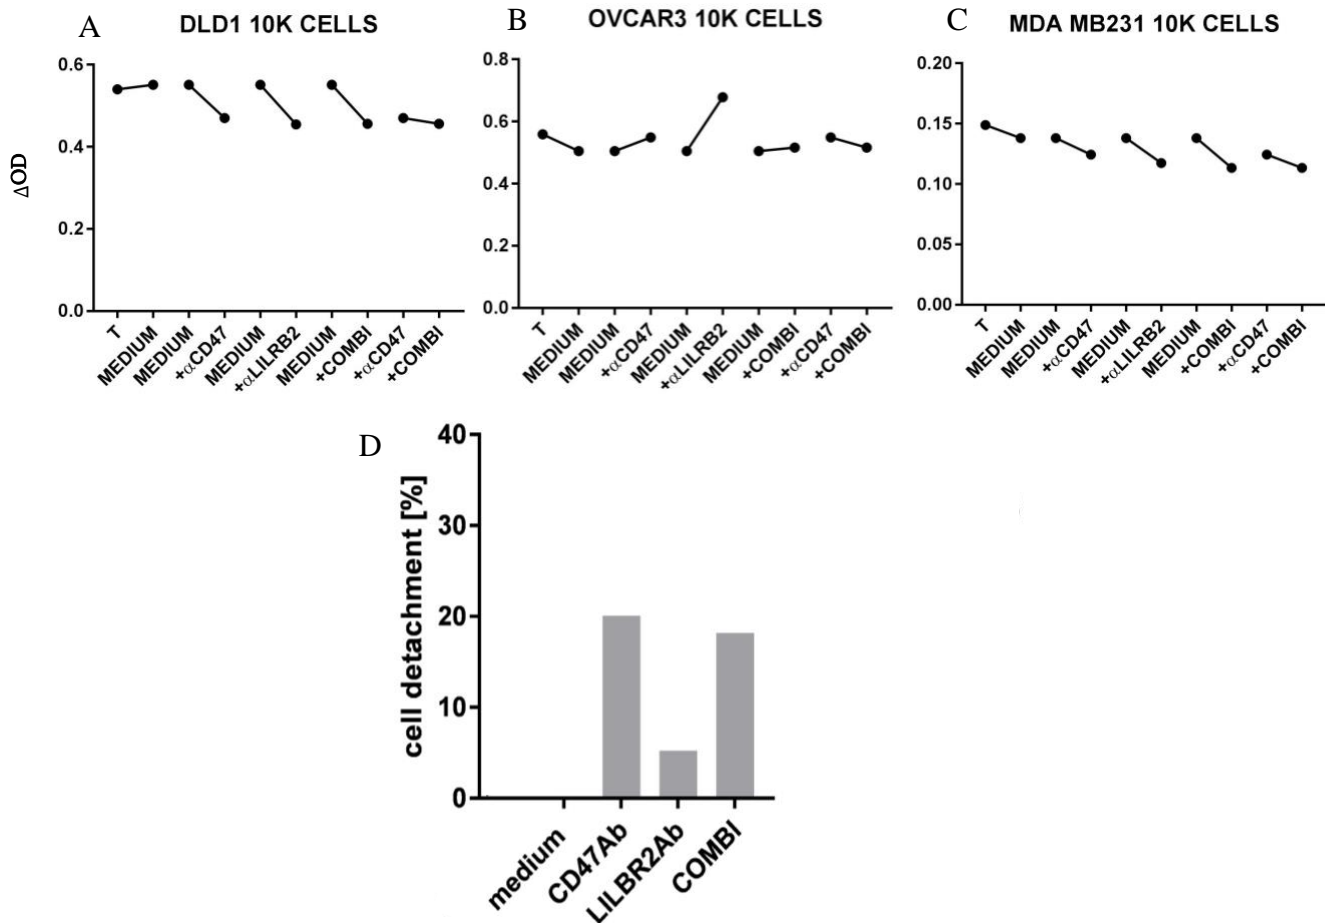 A
DLD1 10K CELLS
ΔOD
0.6
0.4
0.2
0.0
T
MEDIUM
MEDIUM
+αCD47
MEDIUM
+αLILRB2
MEDIUM
+COMBI
+αCD47
+COMBI
B
OVCAR3 10K CELLS
0.8
0.6
0.4
0.2
0.0
T
MEDIUM
MEDIUM
+αCD47
MEDIUM
+αLILRB2
MEDIUM
+COMBI
+αCD47
+COMBI
C
MDA MB231 10K CELLS
0.20
0.15
0.10
0.05
0.00
T
MEDIUM
MEDIUM
+αCD47
MEDIUM
+αLILRB2
MEDIUM
+COMBI
+αCD47
+COMBI
D
cell detachment [%]
40
30
20
10
0
medium
CD47Ab
LILBR2Ab
COMBI